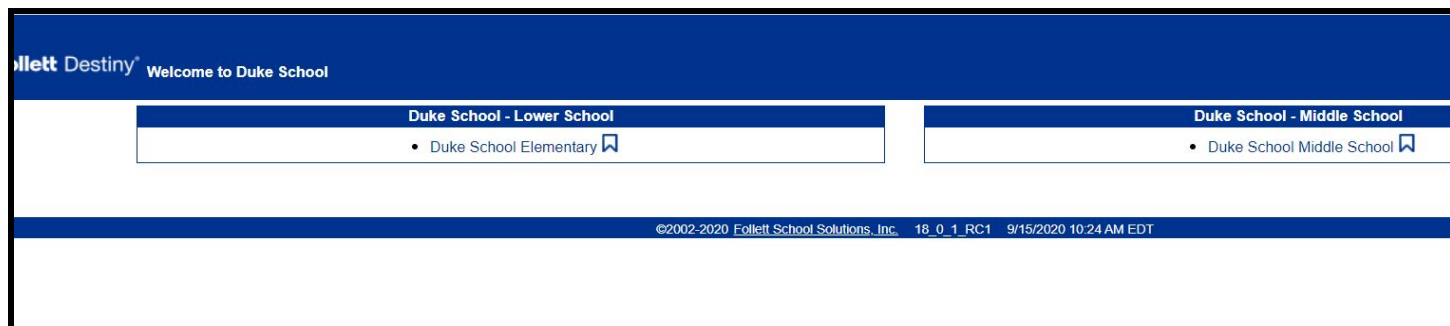 ollett Destiny® Welcome to Duke School
Duke School - Lower School
• Duke School Elementary
Duke School - Middle School
• Duke School Middle School
©2002-2020 Follett School Solutions, Inc. 18_0_1_RC1 9/15/2020 10:24 AM EDT